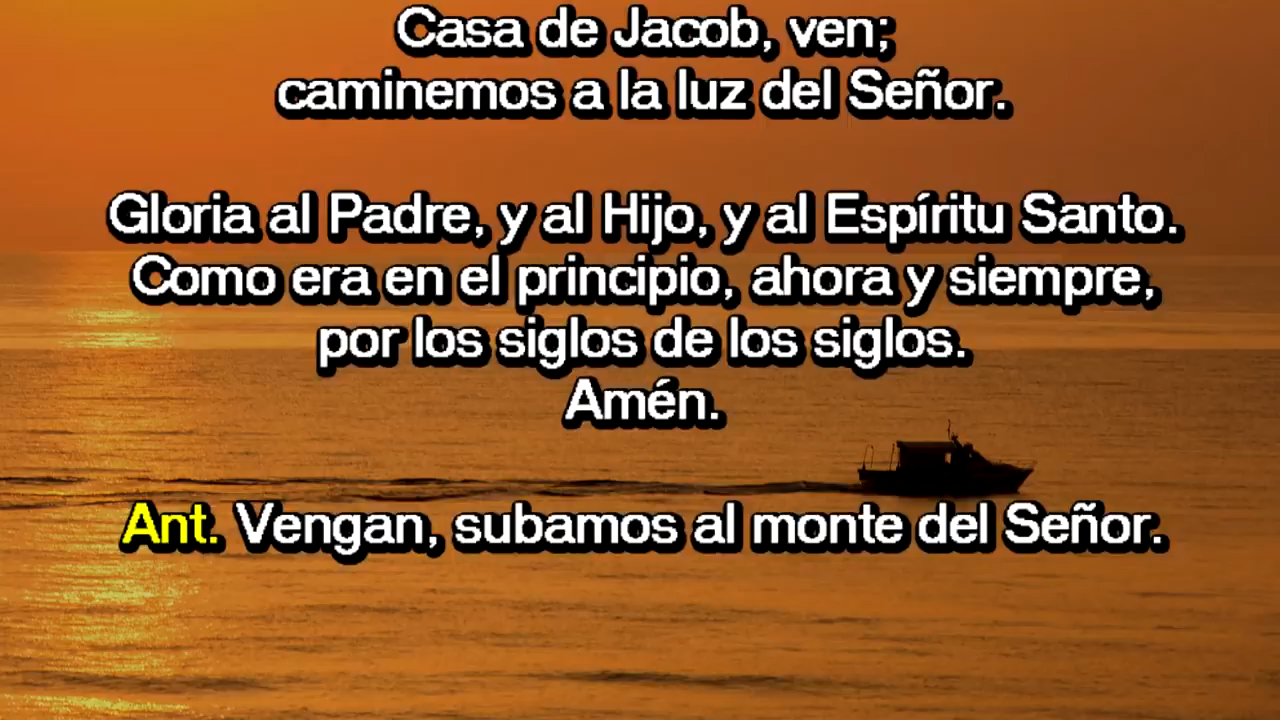 Casa de Jacob, ven;
caminemos a la luz del Señor.
Gloria al Padre, y al Hijo, y al Espíritu Santo.
Como era en el principio, ahora y siempre,
por los siglos de los siglos.
Amén.
Ant. Vengan, subamos al monte del Señor.